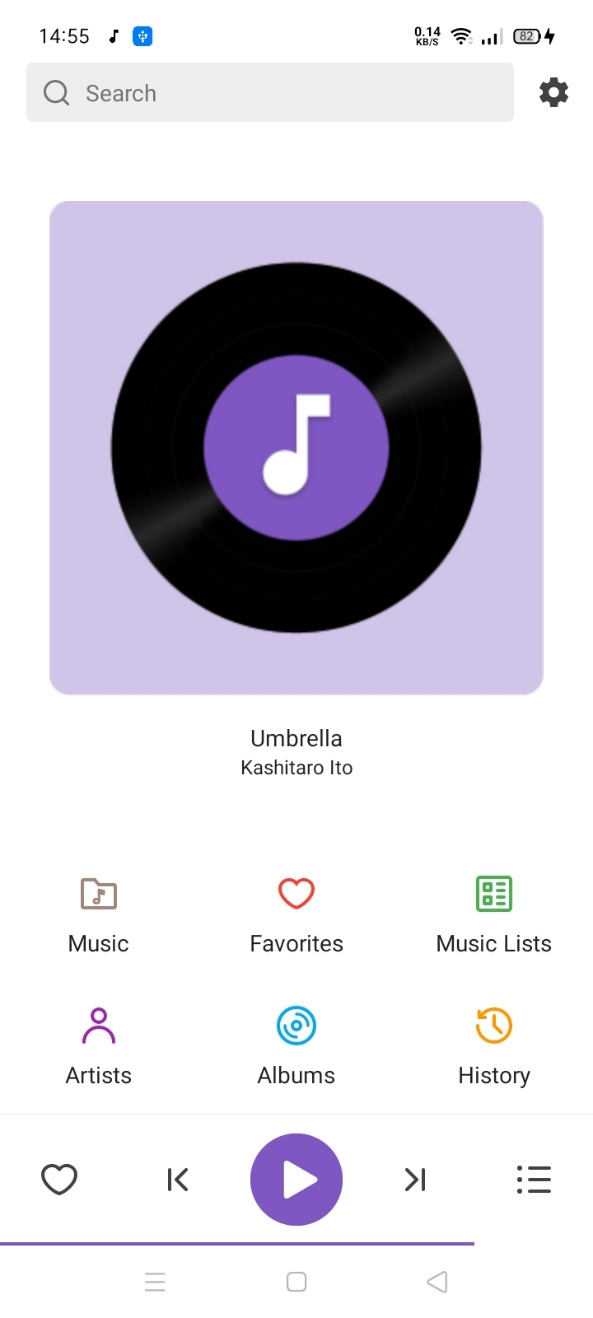 14:55
0.14
KB/S
82
Search
Umbrella
Kashitaro Ito
Music
Favorites
Music Lists
Artists
Albums
History